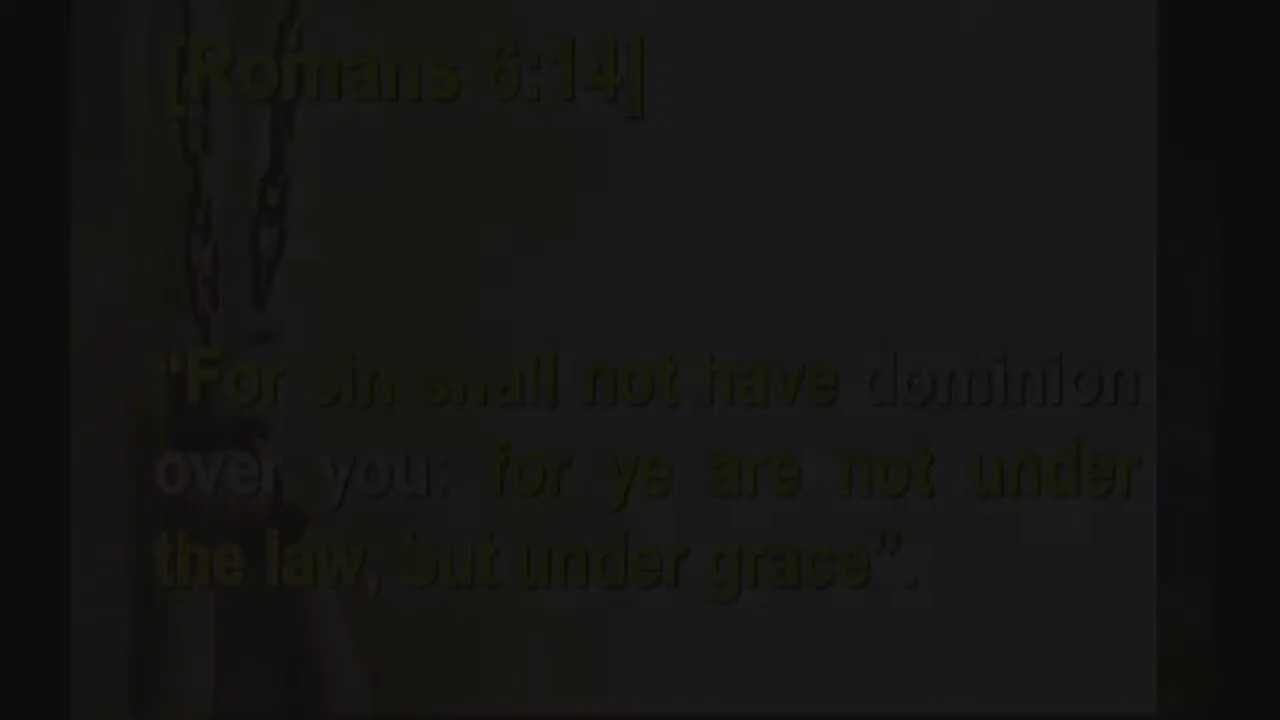 [Romans 6:14]
"For sin shall not have dominion
over you: for ye are not under
the law, but under grace".